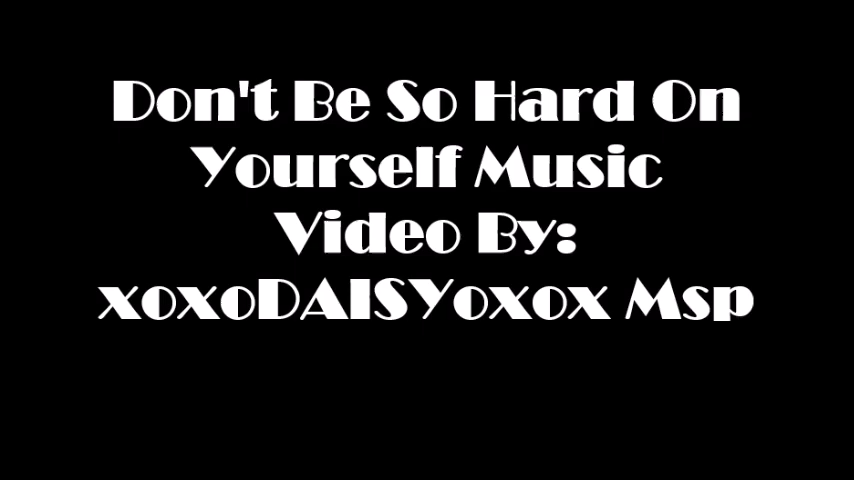 Don't Be So Hard On
Yourself Music
Video By:
xoxoDAISYoxox Msp